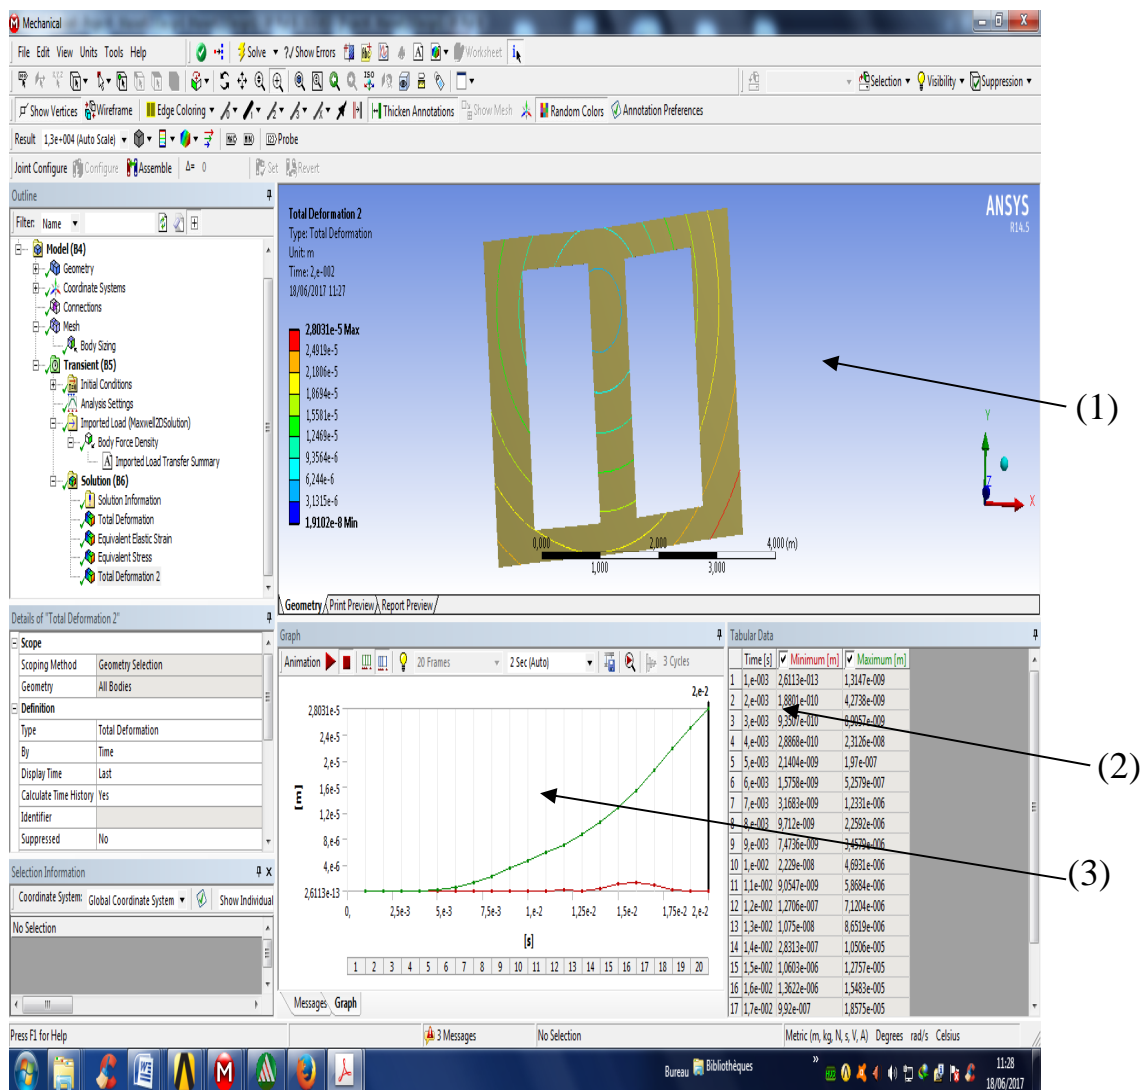 Mechanical
File Edit View Units Tools Help Solve ?/ Show Errors Worksheet
Selection Visibility Suppression
Show Vertices Wireframe Edge Coloring Thicken Annotations Show Mesh Random Colors Annotation Preferences
Result 1,3e+004 (Auto Scale) Probe
Joint Configure Configure Assemble Δ= 0 Set Revert
Outline
Filter: Name
Model (B4)
Geometry
Coordinate Systems
Connections
Mesh
Body Sizing
Transient (B5)
Initial Conditions
Analysis Settings
Imported Load (Maxwell2DSolution)
Body Force Density
Imported Load Transfer Summary
Solution (B6)
Solution Information
Total Deformation
Equivalent Elastic Strain
Equivalent Stress
Total Deformation 2
Total Deformation 2
Type: Total Deformation
Unit: m
Time: 2,e-002
18/06/2017 11:27
2,8031e-5 Max
2,4919e-5
2,1806e-5
1,8694e-5
1,5581e-5
1,2469e-5
9,3564e-6
6,244e-6
3,1315e-6
1,9102e-8 Min
ANSYS
R14.5
Y
Z
X
0,000 2,000 4,000 (m)
1,000 3,000
(1)
Geometry Print Preview Report Preview
Details of "Total Deformation 2"
Scope
Scoping Method Geometry Selection
Geometry All Bodies
Definition
Type Total Deformation
By Time
Display Time Last
Calculate Time History Yes
Identifier
Suppressed No
Selection Information
Coordinate System: Global Coordinate System Show Individual
No Selection
Graph
Animation 20 Frames 2 Sec (Auto) 3 Cycles
2,e-2
2,8031e-5
2,4e-5
2,e-5
1,6e-5
1,2e-5
8,e-6
4,e-6
2,6113e-13
[m]
0, 2,5e-3 5,e-3 7,5e-3 1,e-2 1,25e-2 1,5e-2 1,75e-2 2,e-2
[s]
1 2 3 4 5 6 7 8 9 10 11 12 13 14 15 16 17 18 19 20
Messages Graph
Tabular Data
Time [s] Minimum [m] Maximum [m]
1 1,e-003 2,6113e-013 1,3147e-009
2 2,e-003 1,8801e-010 4,2738e-009
3 3,e-003 9,3507e-010 8,9057e-009
4 4,e-003 2,8868e-010 2,3126e-008
5 5,e-003 2,1404e-009 1,97e-007
6 6,e-003 1,5758e-009 5,2579e-007
7 7,e-003 3,1683e-009 1,2331e-006
8 8,e-003 9,712e-009 2,2592e-006
9 9,e-003 7,4736e-009 3,4579e-006
10 1,e-002 2,229e-008 4,6931e-006
11 1,1e-002 9,0547e-009 5,8684e-006
12 1,2e-002 1,2706e-007 7,1204e-006
13 1,3e-002 1,075e-008 8,6519e-006
14 1,4e-002 2,8313e-007 1,0506e-005
15 1,5e-002 1,0603e-006 1,2757e-005
16 1,6e-002 1,3622e-006 1,5483e-005
17 1,7e-002 9,92e-007 1,8575e-005
(2)
(3)
Press F1 for Help 3 Messages No Selection Metric (m, kg, N, s, V, A) Degrees rad/s Celsius
Bureau Bibliothèques » 11:28
18/06/2017